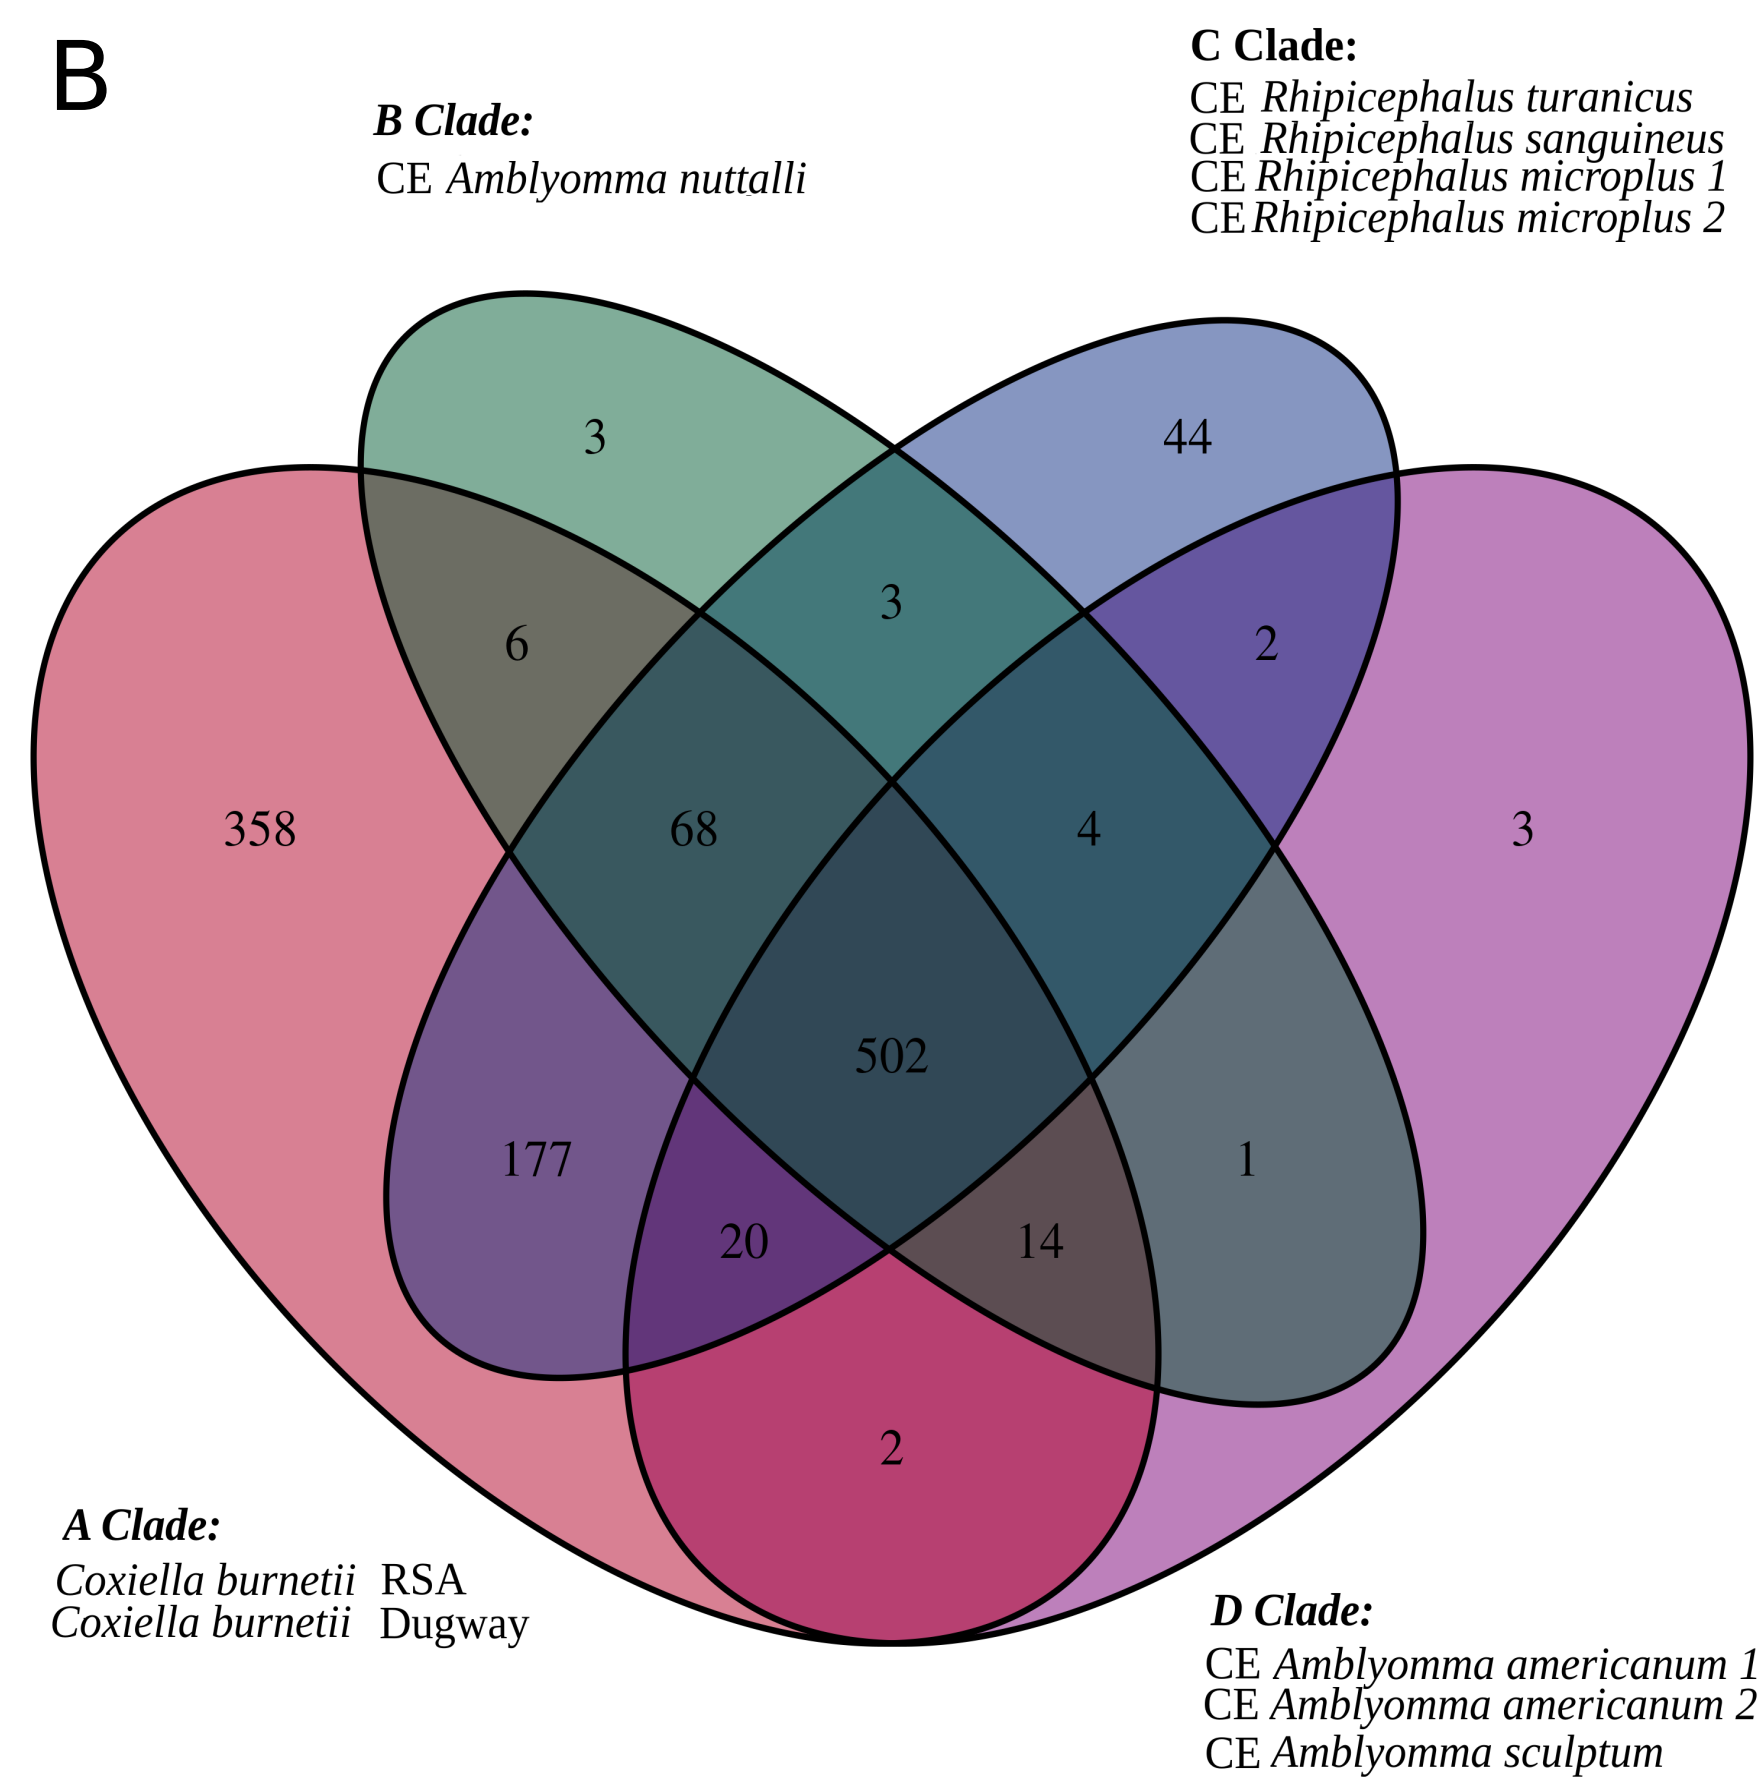 B
B Clade:
CE Amblyomma nuttalli
C Clade:
CE Rhipicephalus turanicus
CE Rhipicephalus sanguineus
CE Rhipicephalus microplus 1
CE Rhipicephalus microplus 2
3
44
3
6
2
358
68
4
3
502
177
1
20
14
2
A Clade:
Coxiella burnetii RSA
Coxiella burnetii Dugway
D Clade:
CE Amblyomma americanum 1
CE Amblyomma americanum 2
CE Amblyomma sculptum